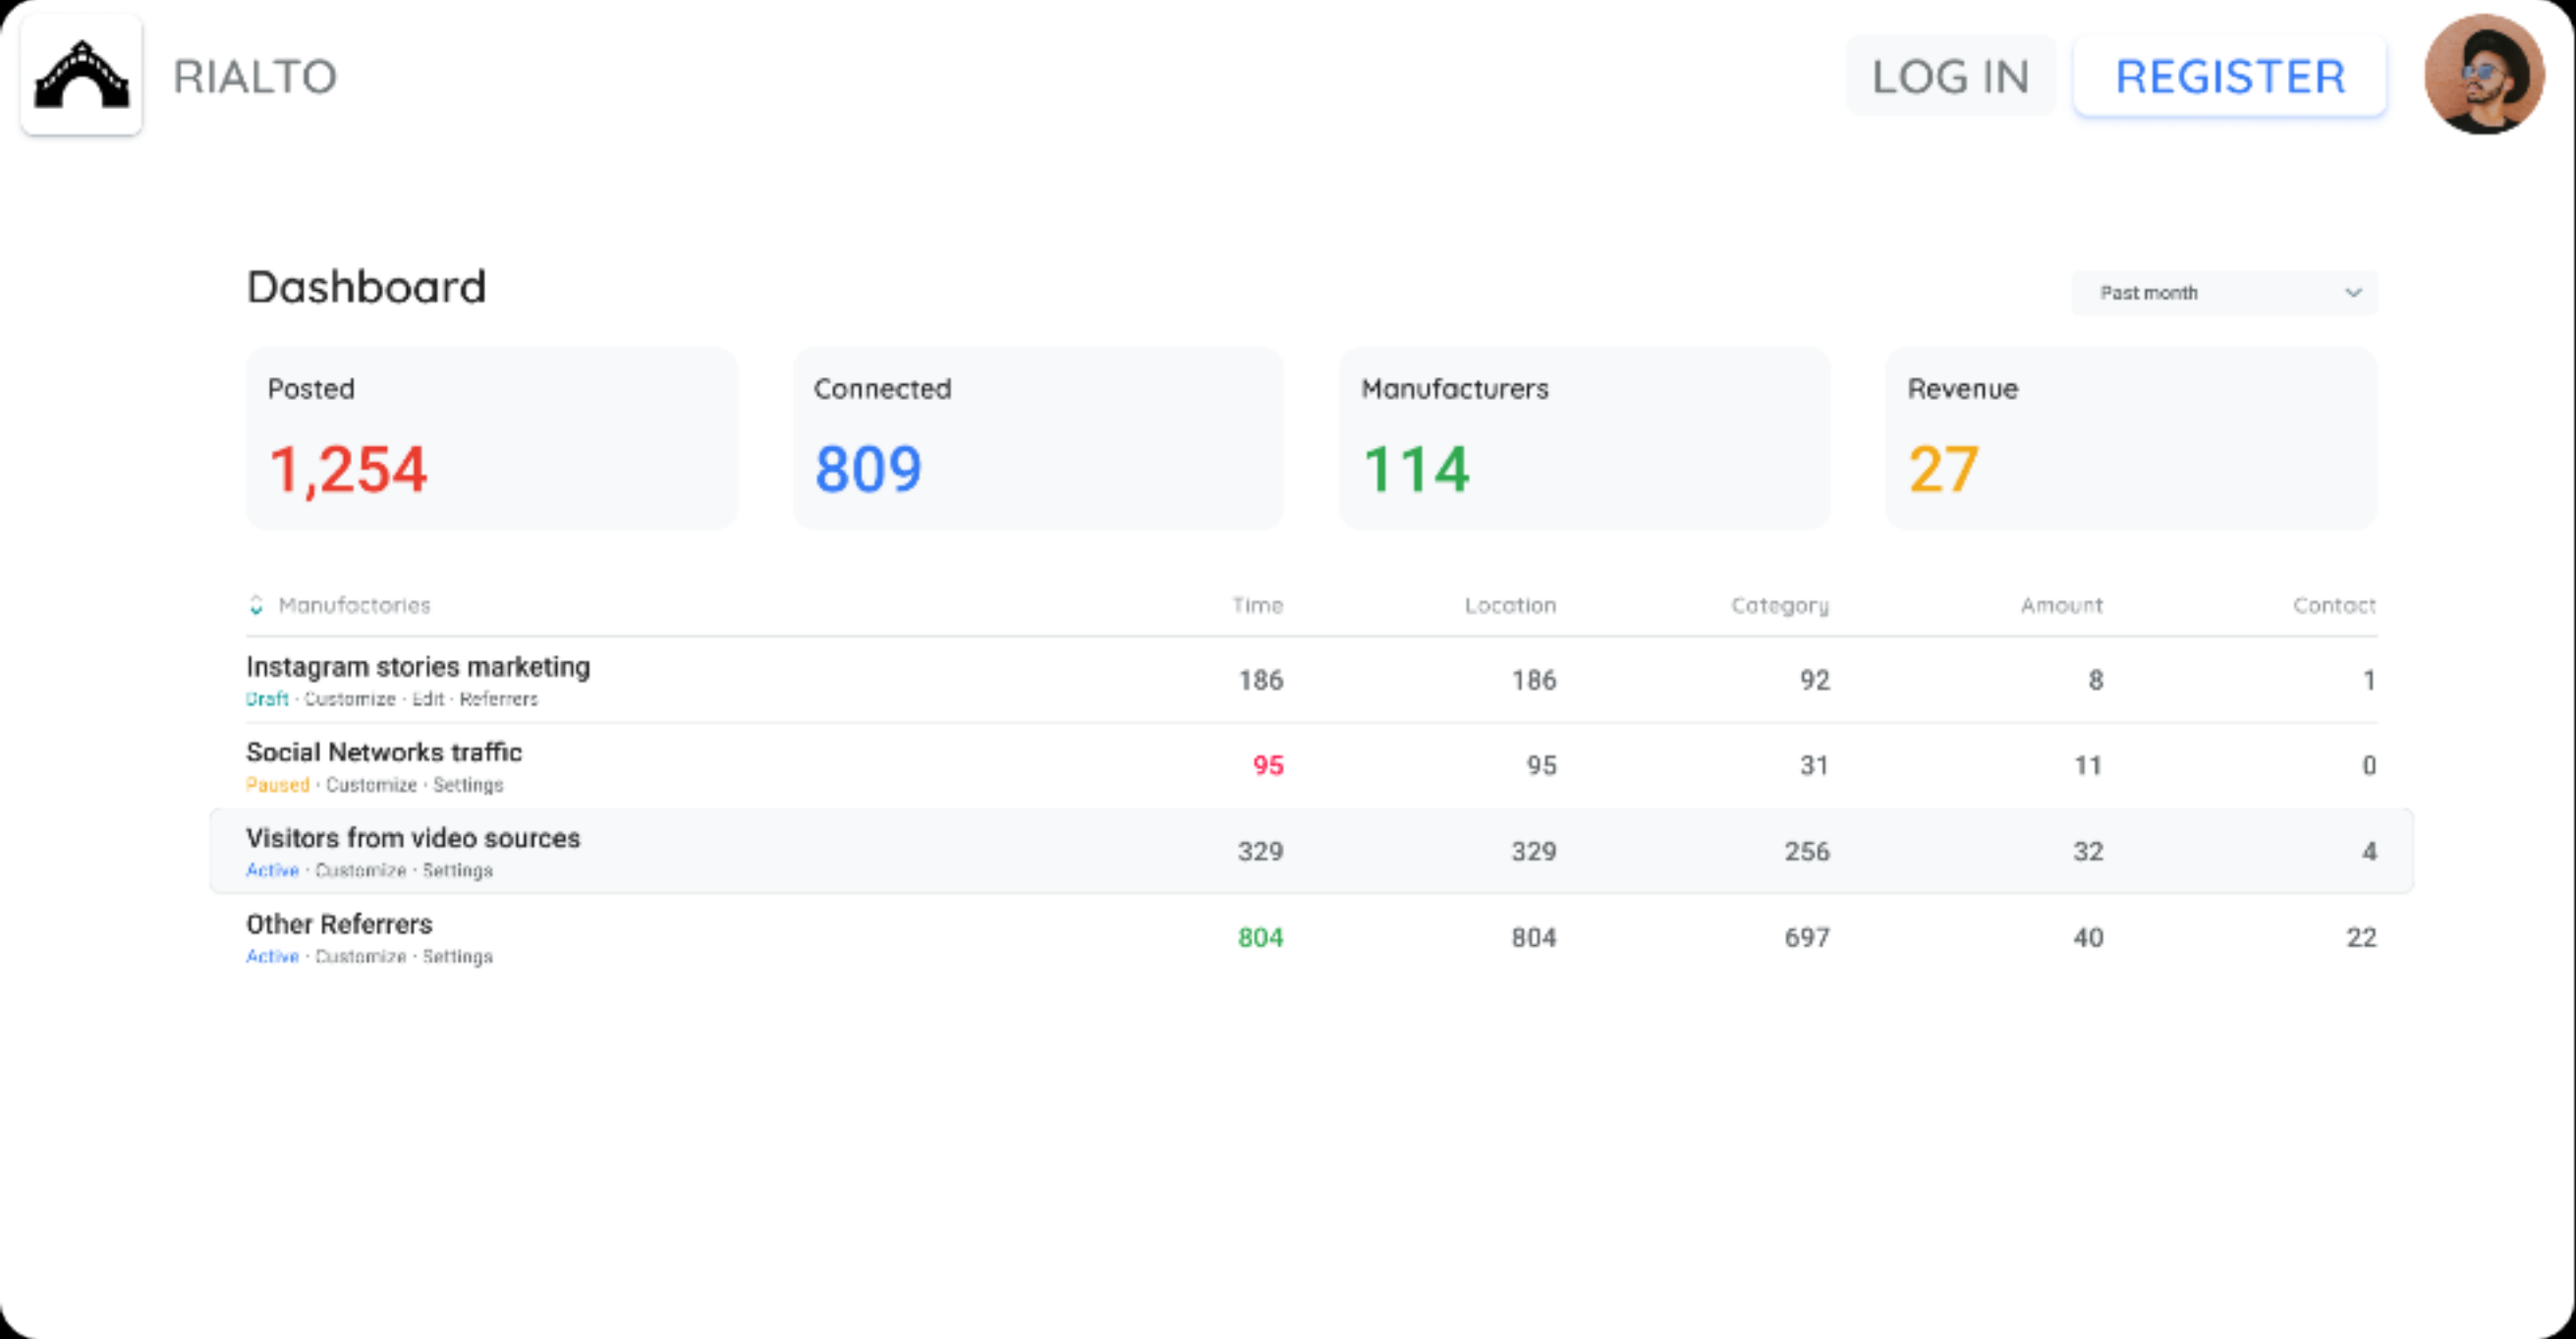 RIALTO LOG IN REGISTER
Dashboard Past month
Posted Connected Manufacturers Revenue
1,254 809 114 27
Manufactories Time Location Category Amount Contact
Instagram stories marketing 186 186 92 8 1
Draft · Customize · Edit · Referrers
Social Networks traffic 95 95 31 11 0
Paused · Customize · Settings
Visitors from video sources 329 329 256 32 4
Active · Customize · Settings
Other Referrers 804 804 697 40 22
Active · Customize · Settings